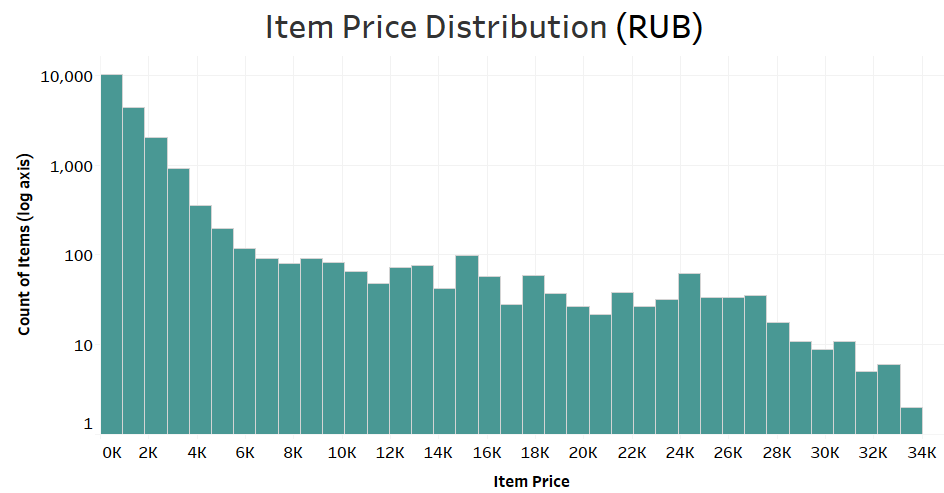 Item Price Distribution (RUB)
Count of Items (log axis)
10,000
1,000
100
10
1
0K 2K 4K 6K 8K 10K 12K 14K 16K 18K 20K 22K 24K 26K 28K 30K 32K 34K
Item Price